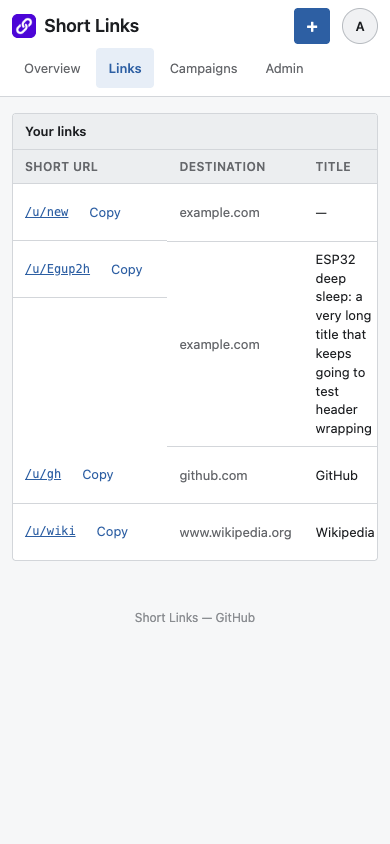 Short Links
+
A
Overview Links Campaigns Admin
Your links
SHORT URL DESTINATION TITLE
/u/new Copy example.com —
/u/Egup2h Copy example.com
ESP32
deep
sleep: a
very long
title that
keeps
going to
test
header
wrapping
/u/gh Copy github.com GitHub
/u/wiki Copy www.wikipedia.org Wikipedia
Short Links — GitHub